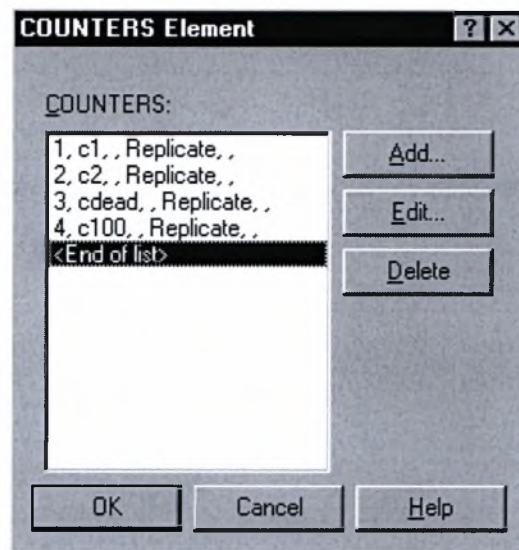 COUNTERS Element
? X
COUNTERS:
1, c1, , Replicate, ,
2, c2, , Replicate, ,
3, cdead, , Replicate, ,
4, c100, , Replicate, ,
<End of list>
Add...
Edit...
Delete
OK Cancel Help